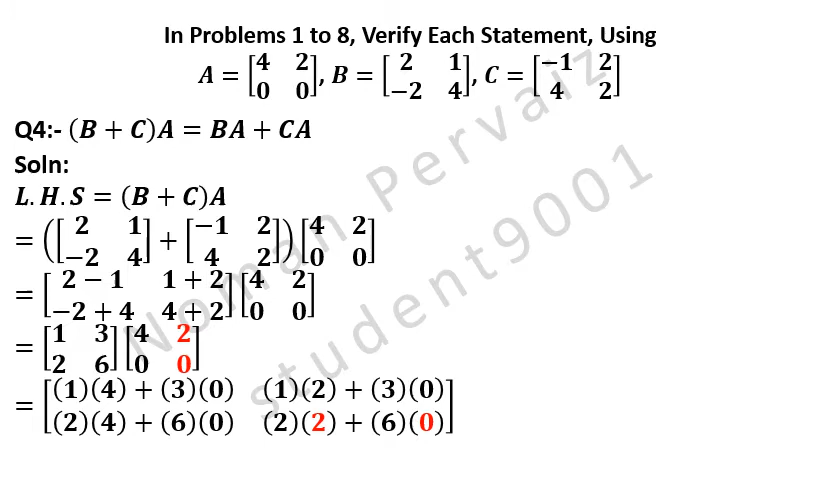 In Problems 1 to 8, Verify Each Statement, Using
A = [4 2; 0 0], B = [2 1; −2 4], C = [−1 2; 4 2]
Q4:- (B + C)A = BA + CA
Soln:
L.H.S = (B + C)A
= ([2 1; −2 4] + [−1 2; 4 2]) [4 2; 0 0]
= [2 − 1 1 + 2; −2 + 4 4 + 2] [4 2; 0 0]
= [1 3; 2 6] [4 2; 0 0]
= [(1)(4) + (3)(0) (1)(2) + (3)(0); (2)(4) + (6)(0) (2)(2) + (6)(0)]
Noman Pervaiz
student9001